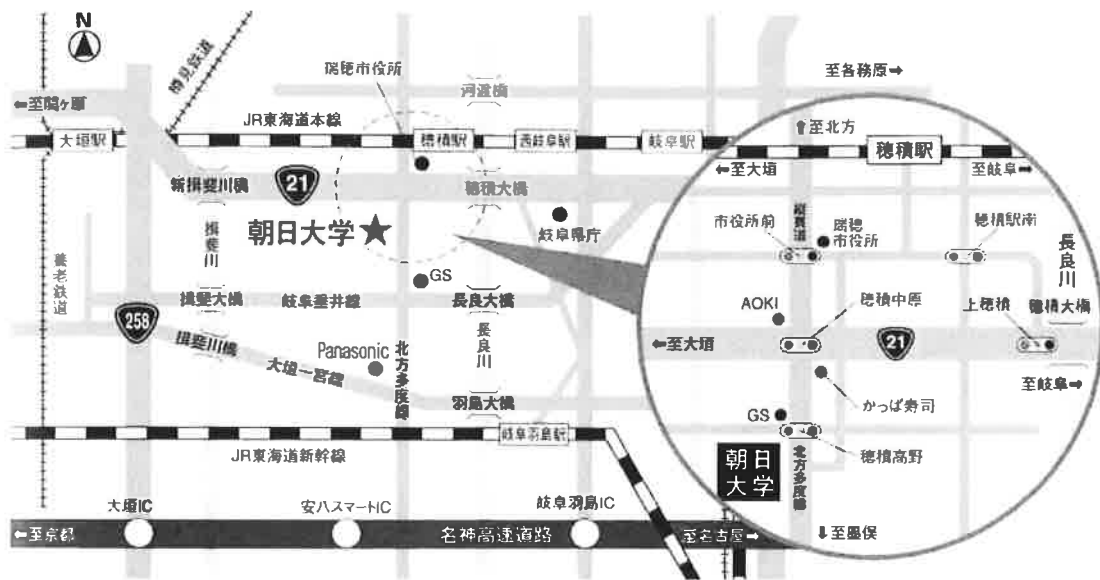 N
樽見鉄道
瑞穂市役所
河渡橋
至各務原→
←至関ヶ原
JR東海道本線
大垣駅
穂積駅
西岐阜駅
岐阜駅
新揖斐川橋
21
穂積大橋
揖斐川
朝日大学★
岐阜県庁
養老鉄道
GS
揖斐大橋
岐阜垂井線
長良大橋
258
揖斐川橋
長良川
Panasonic
大垣一宮線
北方多度線
羽島大橋
岐阜羽島駅
JR東海道新幹線
大垣IC
安八スマートIC
岐阜羽島IC
←至京都
名神高速道路
至名古屋→
⇧至北方
穂積駅
←至大垣
至岐阜→
市役所前
縦貫道
瑞穂
市役所
穂積駅南
長良川
AOKI
穂積中原
上穂積
穂積大橋
←至大垣
21
至岐阜→
かっぱ寿司
GS
穂積高野
朝日
大学
北方多度線
↓至墨俣